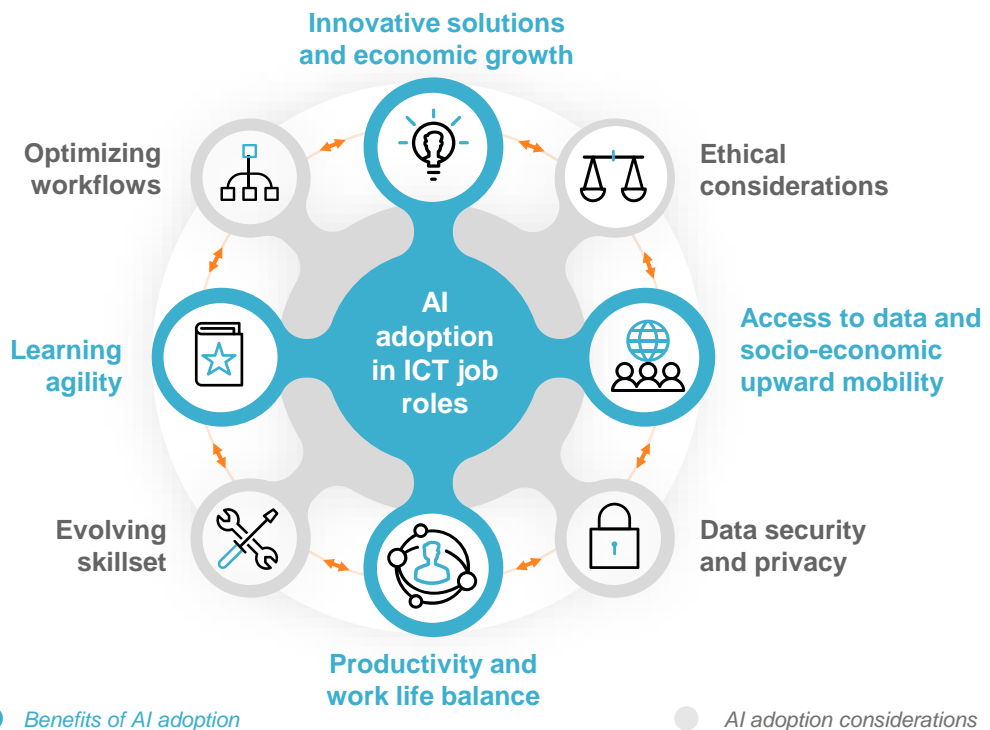 Innovative solutions
and economic growth
Optimizing
workflows
Ethical
considerations
AI
adoption
in ICT job
roles
Learning
agility
Access to data and
socio-economic
upward mobility
Evolving
skillset
Data security
and privacy
Productivity and
work life balance
Benefits of AI adoption
AI adoption considerations